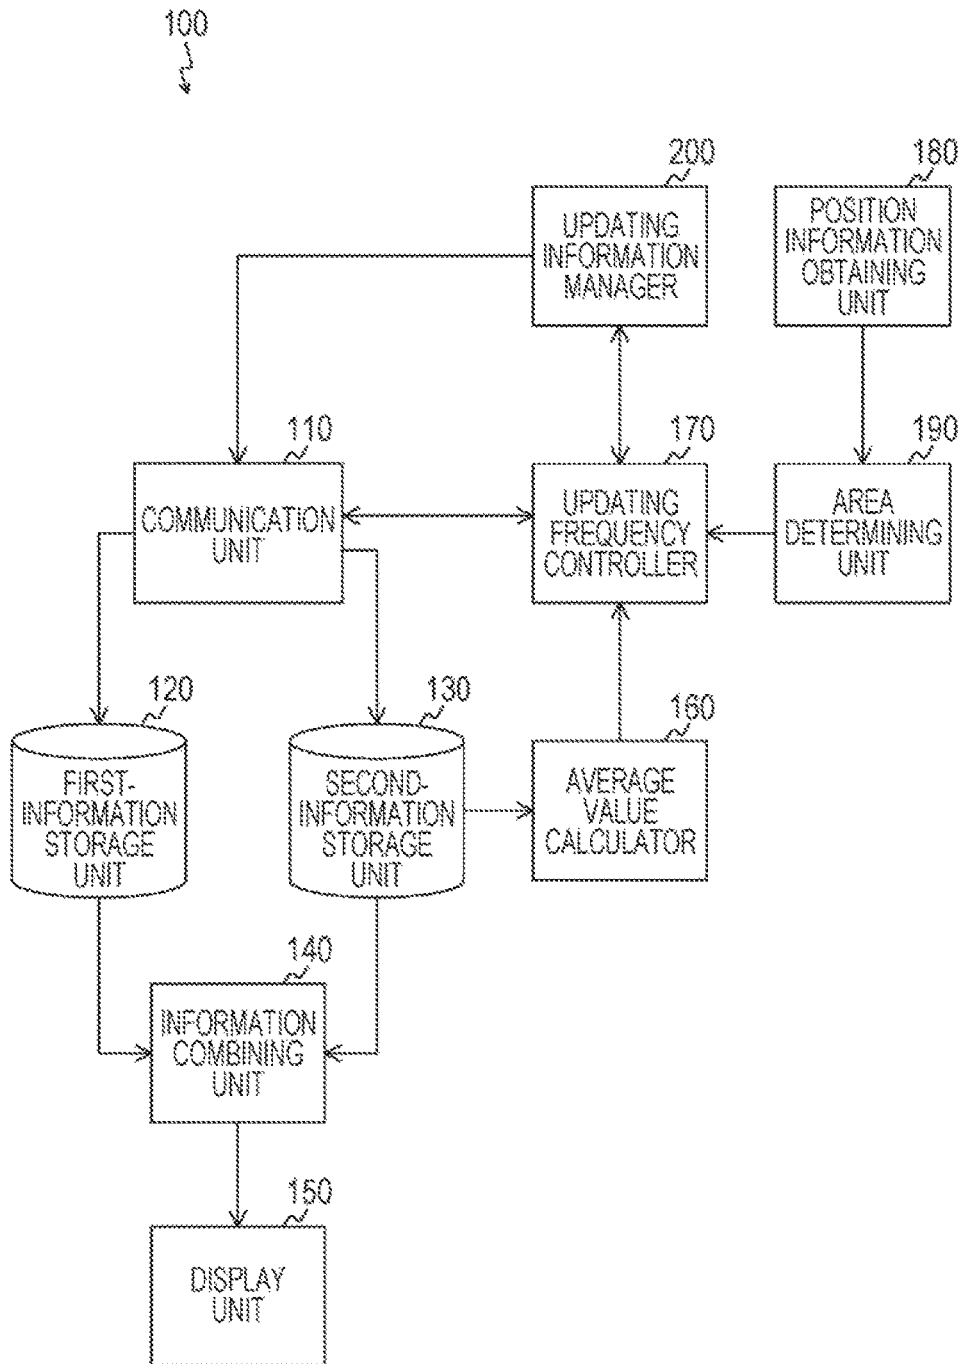 100
200
UPDATING
INFORMATION
MANAGER
180
POSITION
INFORMATION
OBTAINING
UNIT
110
COMMUNICATION
UNIT
170
UPDATING
FREQUENCY
CONTROLLER
190
AREA
DETERMINING
UNIT
120
FIRST-
INFORMATION
STORAGE
UNIT
130
SECOND-
INFORMATION
STORAGE
UNIT
160
AVERAGE
VALUE
CALCULATOR
140
INFORMATION
COMBINING
UNIT
150
DISPLAY
UNIT